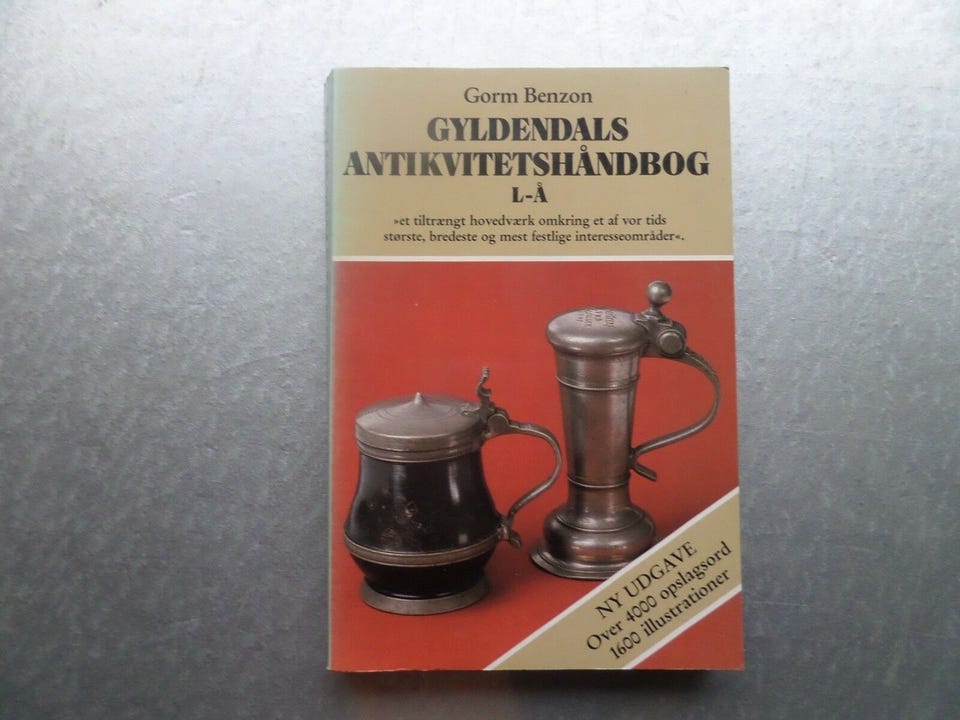 Gorm Benzon
GYLDENDALS
ANTIKVITETSHÅNDBOG
L-Å
»et tiltrængt hovedværk omkring et af vor tids
største, bredeste og mest festlige interesseområder«.
NY UDGAVE
Over 4000 opslagsord
1600 illustrationer